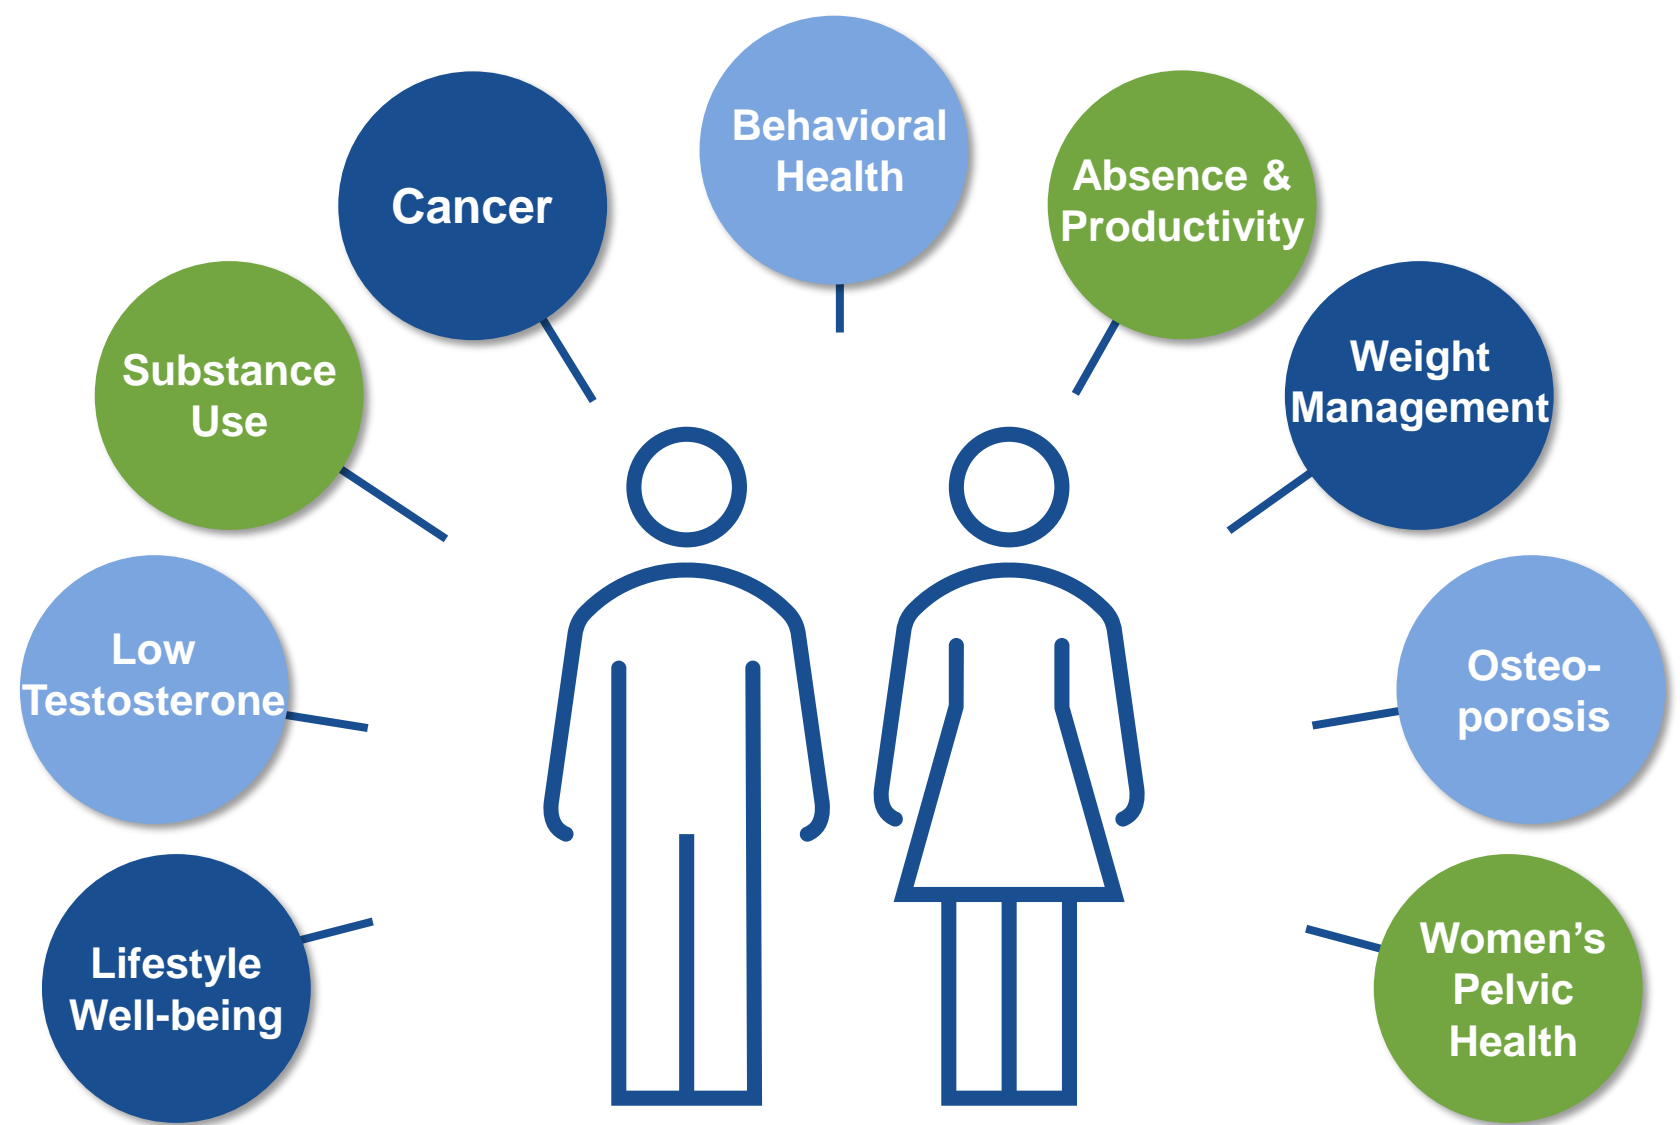 Behavioral
Health
Cancer
Absence &
Productivity
Substance
Use
Weight
Management
Low
Testosterone
Osteo-
porosis
Lifestyle
Well-being
Women’s
Pelvic
Health